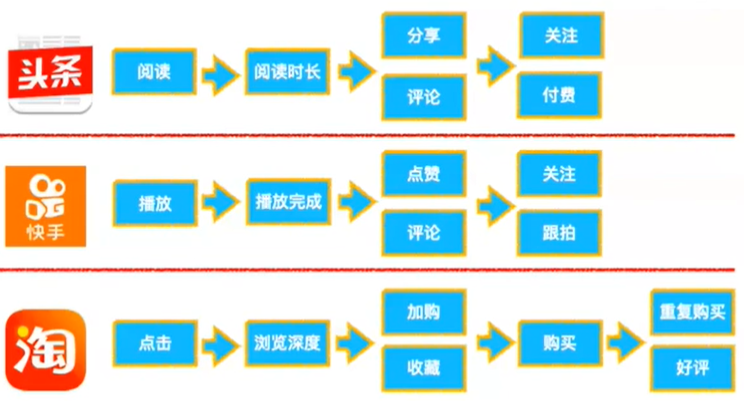 头条
阅读
阅读时长
分享
评论
关注
付费
快手
播放
播放完成
点赞
评论
关注
跟拍
淘
点击
浏览深度
加购
收藏
购买
重复购买
好评